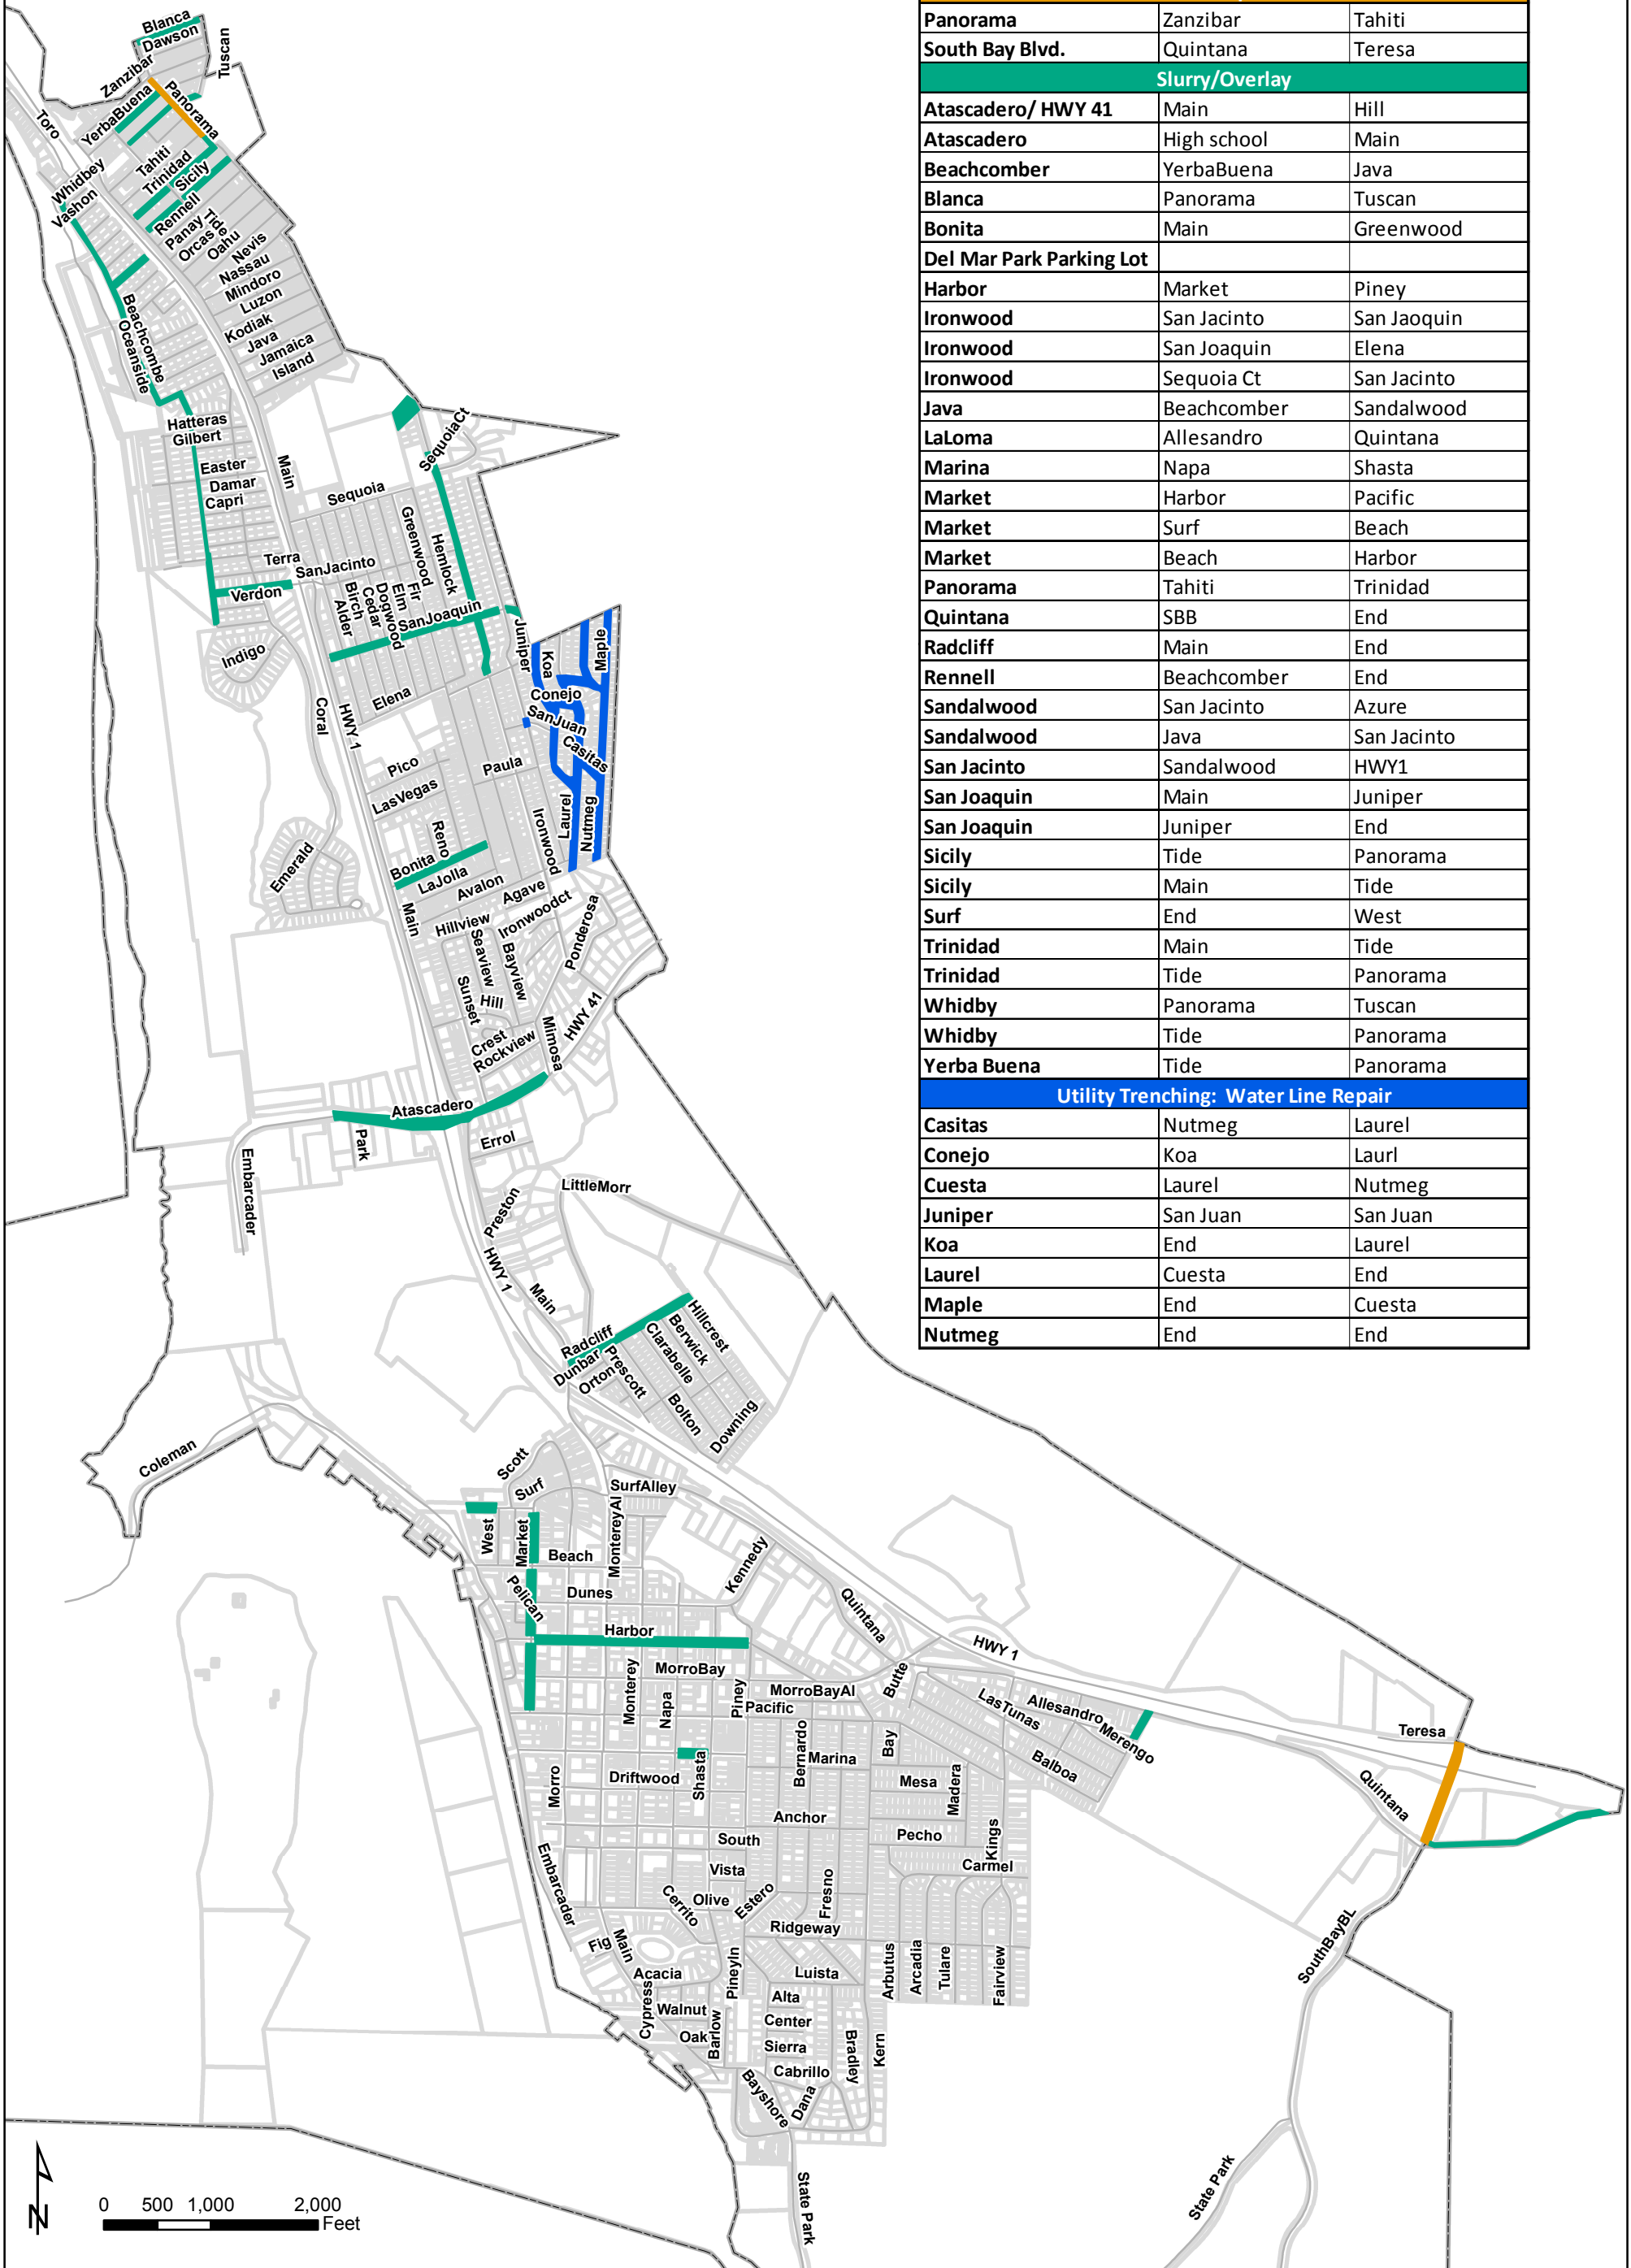 Panorama Zanzibar Tahiti
South Bay Blvd. Quintana Teresa
Slurry/Overlay
Atascadero/ HWY 41 Main Hill
Atascadero High school Main
Beachcomber YerbaBuena Java
Blanca Panorama Tuscan
Bonita Main Greenwood
Del Mar Park Parking Lot
Harbor Market Piney
Ironwood San Jacinto San Jaoquin
Ironwood San Joaquin Elena
Ironwood Sequoia Ct San Jacinto
Java Beachcomber Sandalwood
LaLoma Allesandro Quintana
Marina Napa Shasta
Market Harbor Pacific
Market Surf Beach
Market Beach Harbor
Panorama Tahiti Trinidad
Quintana SBB End
Radcliff Main End
Rennell Beachcomber End
Sandalwood San Jacinto Azure
Sandalwood Java San Jacinto
San Jacinto Sandalwood HWY1
San Joaquin Main Juniper
San Joaquin Juniper End
Sicily Tide Panorama
Sicily Main Tide
Surf End West
Trinidad Main Tide
Trinidad Tide Panorama
Whidby Panorama Tuscan
Whidby Tide Panorama
Yerba Buena Tide Panorama
Utility Trenching: Water Line Repair
Casitas Nutmeg Laurel
Conejo Koa Laurl
Cuesta Laurel Nutmeg
Juniper San Juan San Juan
Koa End Laurel
Laurel Cuesta End
Maple End Cuesta
Nutmeg End End
Blanca
Dawson
Tuscan
Zanzibar
Panorama
YerbaBuena
Toro
Tahiti
Trinidad
Sicily
Whidbey
Vashon
Rennell
Panay
Tide
Orcas
Oahu
Nevis
Nassau
Mindoro
Luzon
Kodiak
Java
Jamaica
Island
Beachcombe
Oceanside
Hatteras
Gilbert
Easter
Damar
Capri
Main
Sequoia
SequoiaCt
Greenwood
Hemlock
Terra
SanJacinto
Verdon
Alder
Birch
Cedar
Dogwood
Elm
Fir
SanJoaquin
Juniper
Koa
Maple
Conejo
SanJuan
Casitas
Indigo
Coral
HWY 1
Elena
Pico
LasVegas
Paula
Reno
Laurel
Nutmeg
Ironwood
Emerald
Bonita
LaJolla
Avalon
Agave
Main
Hillview
Ironwoodct
Seaview
Bayview
Ponderosa
Sunset
Hill
Crest
Rockview
Mimosa
HWY 41
Atascadero
Park
Errol
Embarcader
LittleMorr
Preston
HWY 1
Main
Radcliff
Dunbar
Orton
Prescott
Clarabelle
Berwick
Hillcrest
Bolton
Downing
Coleman
Scott
Surf
SurfAlley
West
Market
MontereyAl
Beach
Kennedy
Pelican
Dunes
Quintana
Harbor
HWY 1
MorroBay
Monterey
Napa
Piney
MorroBayAl
Pacific
Butte
LasTunas
Allesandro
Merengo
Teresa
Bay
Bernardo
Marina
Balboa
Shasta
Driftwood
Morro
Mesa
Madera
Quintana
Anchor
South
Pecho
Kings
Carmel
Vista
Embarcader
Cerrito
Olive
Estero
Fresno
Ridgeway
SouthBayBL
Fig
Main
PineyIn
Acacia
Luista
Arbutus
Arcadia
Tulare
Fairview
Cypress
Walnut
Alta
Oak
Barlow
Center
Sierra
Bradley
Kern
Cabrillo
Bayshore
Dana
State Park
State Park
N
0 500 1,000 2,000
Feet